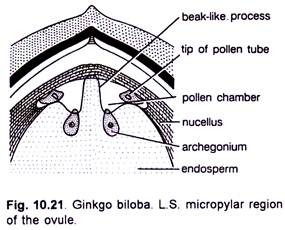 beak-like process
tip of pollen tube
pollen chamber
nucellus
archegonium
endosperm
Fig. 10.21. Ginkgo biloba. L.S. micropylar region
of the ovule.